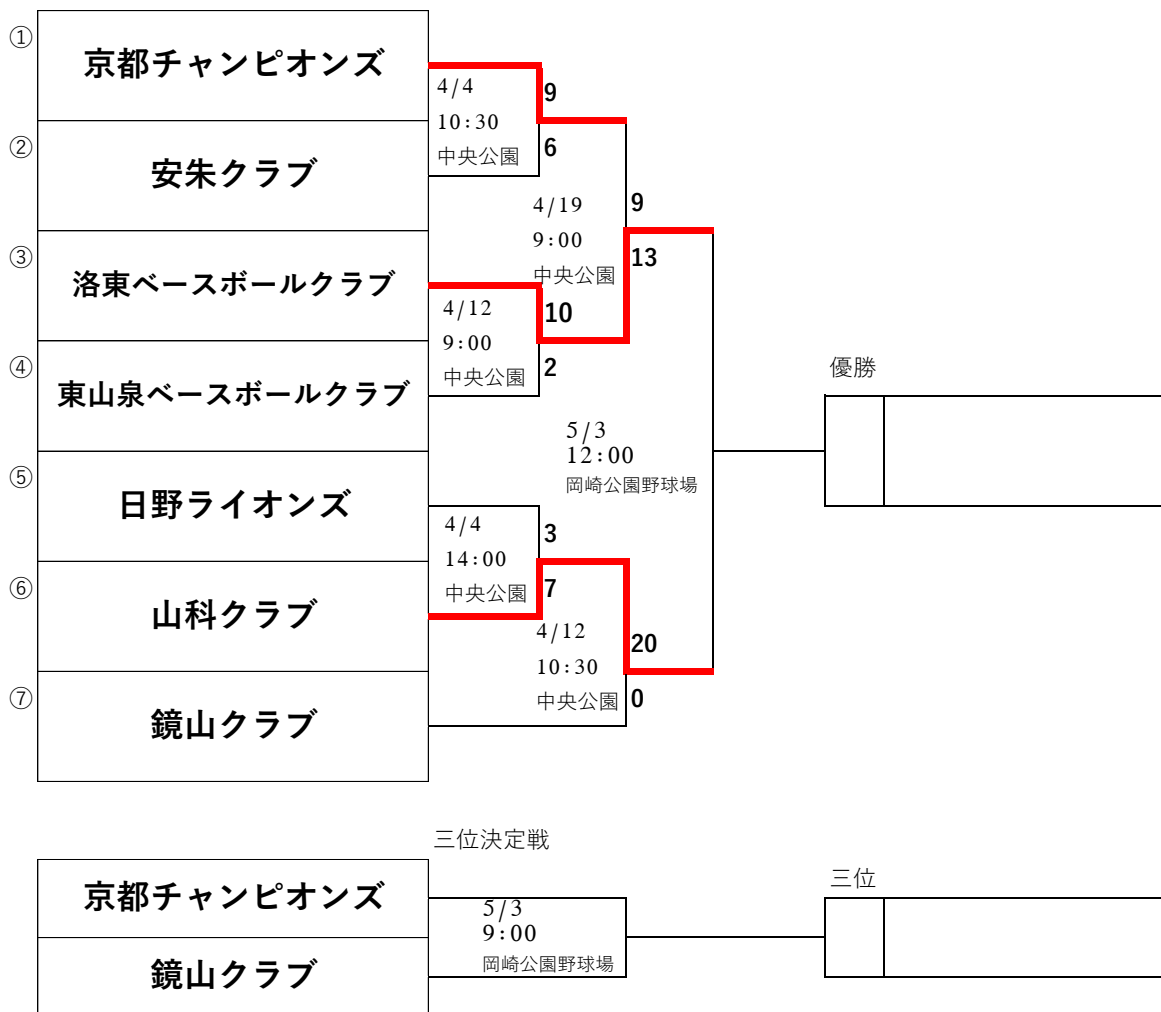 ①
京都チャンピオンズ
②
安朱クラブ
③
洛東ベースボールクラブ
④
東山泉ベースボールクラブ
⑤
日野ライオンズ
⑥
山科クラブ
⑦
鏡山クラブ
4/4
10:30
中央公園
9
6
4/12
9:00
中央公園
10
2
4/4
14:00
中央公園
3
7
4/19
9:00
中央公園
9
13
4/12
10:30
中央公園
20
0
5/3
12:00
岡崎公園野球場
優勝
三位決定戦
京都チャンピオンズ
鏡山クラブ
5/3
9:00
岡崎公園野球場
三位